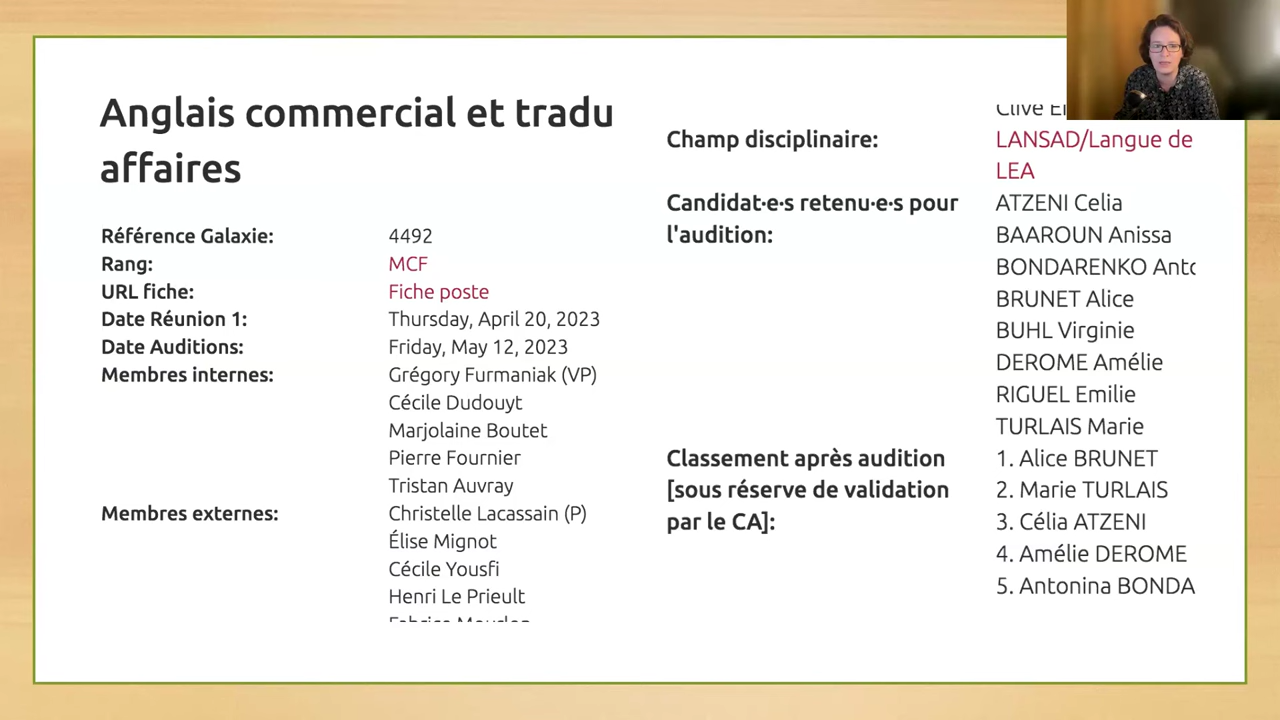 Anglais commercial et tradu
affaires
Référence Galaxie: 4492
Rang: MCF
URL fiche: Fiche poste
Date Réunion 1: Thursday, April 20, 2023
Date Auditions: Friday, May 12, 2023
Membres internes: Grégory Furmaniak (VP)
Cécile Dudouyt
Marjolaine Boutet
Pierre Fournier
Tristan Auvray
Membres externes: Christelle Lacassain (P)
Élise Mignot
Cécile Yousfi
Henri Le Prieult
Clive
Champ disciplinaire: LANSAD/Langue de
LEA
Candidat·e·s retenu·e·s pour
l'audition:
ATZENI Celia
BAAROUN Anissa
BONDARENKO
BRUNET Alice
BUHL Virginie
DEROME Amélie
RIGUEL Emilie
TURLAIS Marie
Classement après audition
[sous réserve de validation
par le CA]:
1. Alice BRUNET
2. Marie TURLAIS
3. Célia ATZENI
4. Amélie DEROME
5. Antonina BONDA